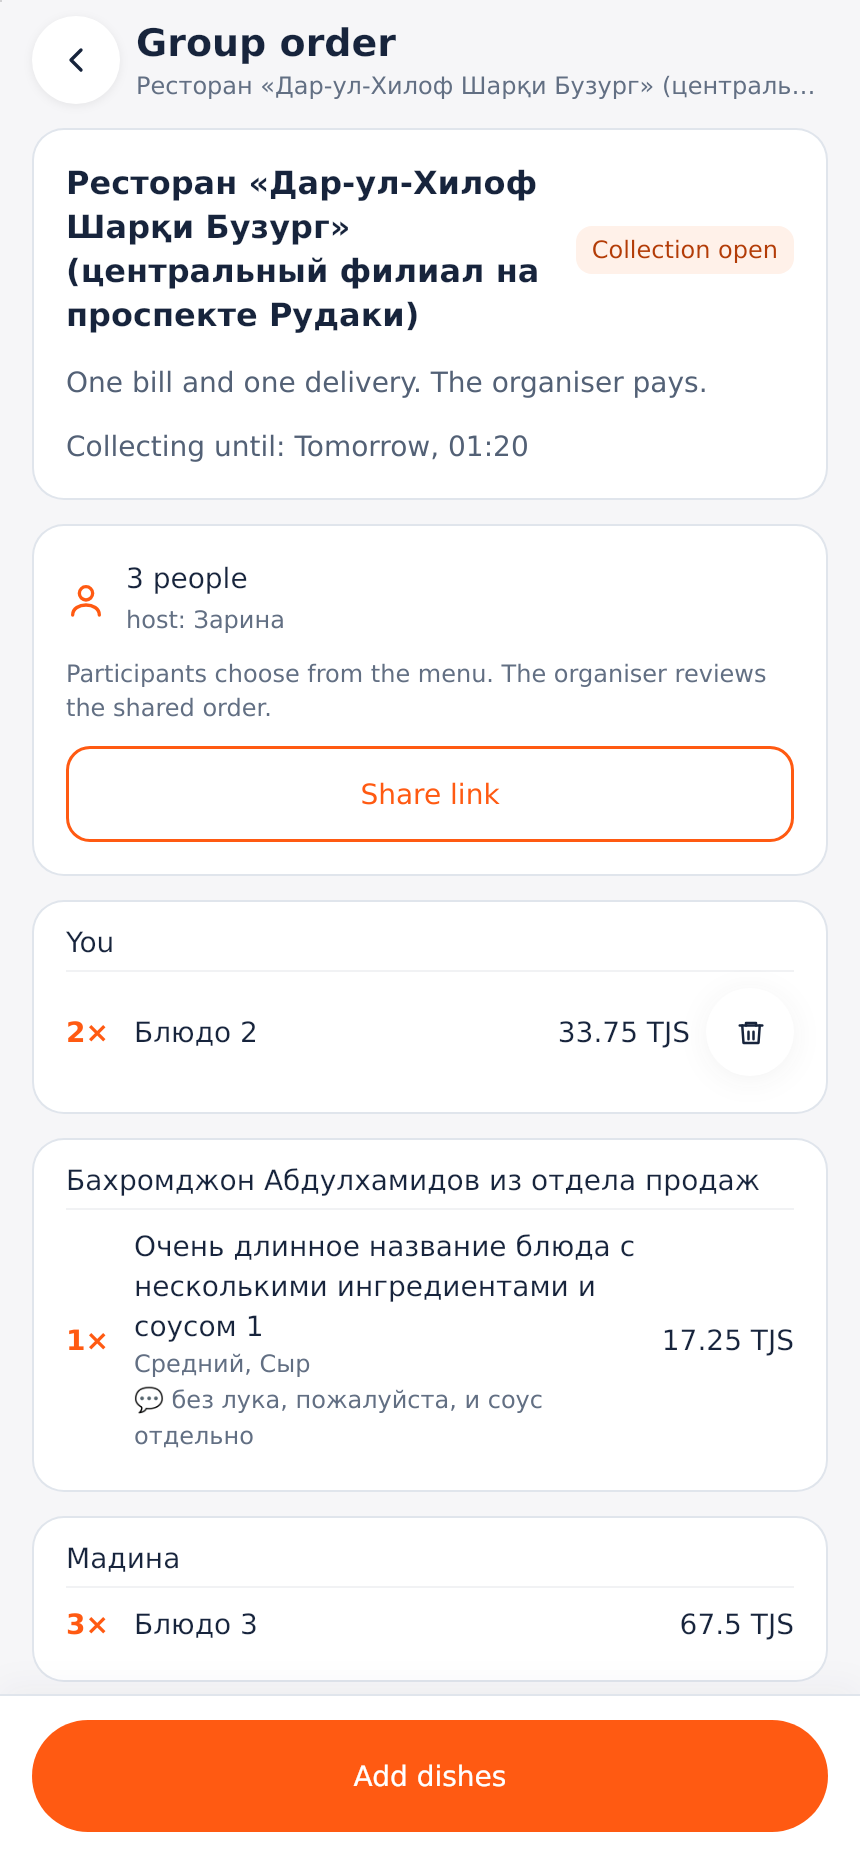 Group order
Ресторан «Дар-ул-Хилоф Шарқи Бузург» (централь...
Ресторан «Дар-ул-Хилоф
Шарқи Бузург»
(центральный филиал на
проспекте Рудаки)
Collection open
One bill and one delivery. The organiser pays.
Collecting until: Tomorrow, 01:20
3 people
host: Зарина
Participants choose from the menu. The organiser reviews
the shared order.
Share link
You
2× Блюдо 2 33.75 TJS
Бахромджон Абдулхамидов из отдела продаж
Очень длинное название блюда с
несколькими ингредиентами и
соусом 1
1× 17.25 TJS
Средний, Сыр
💬 без лука, пожалуйста, и соус
отдельно
Мадина
3× Блюдо 3 67.5 TJS
Add dishes